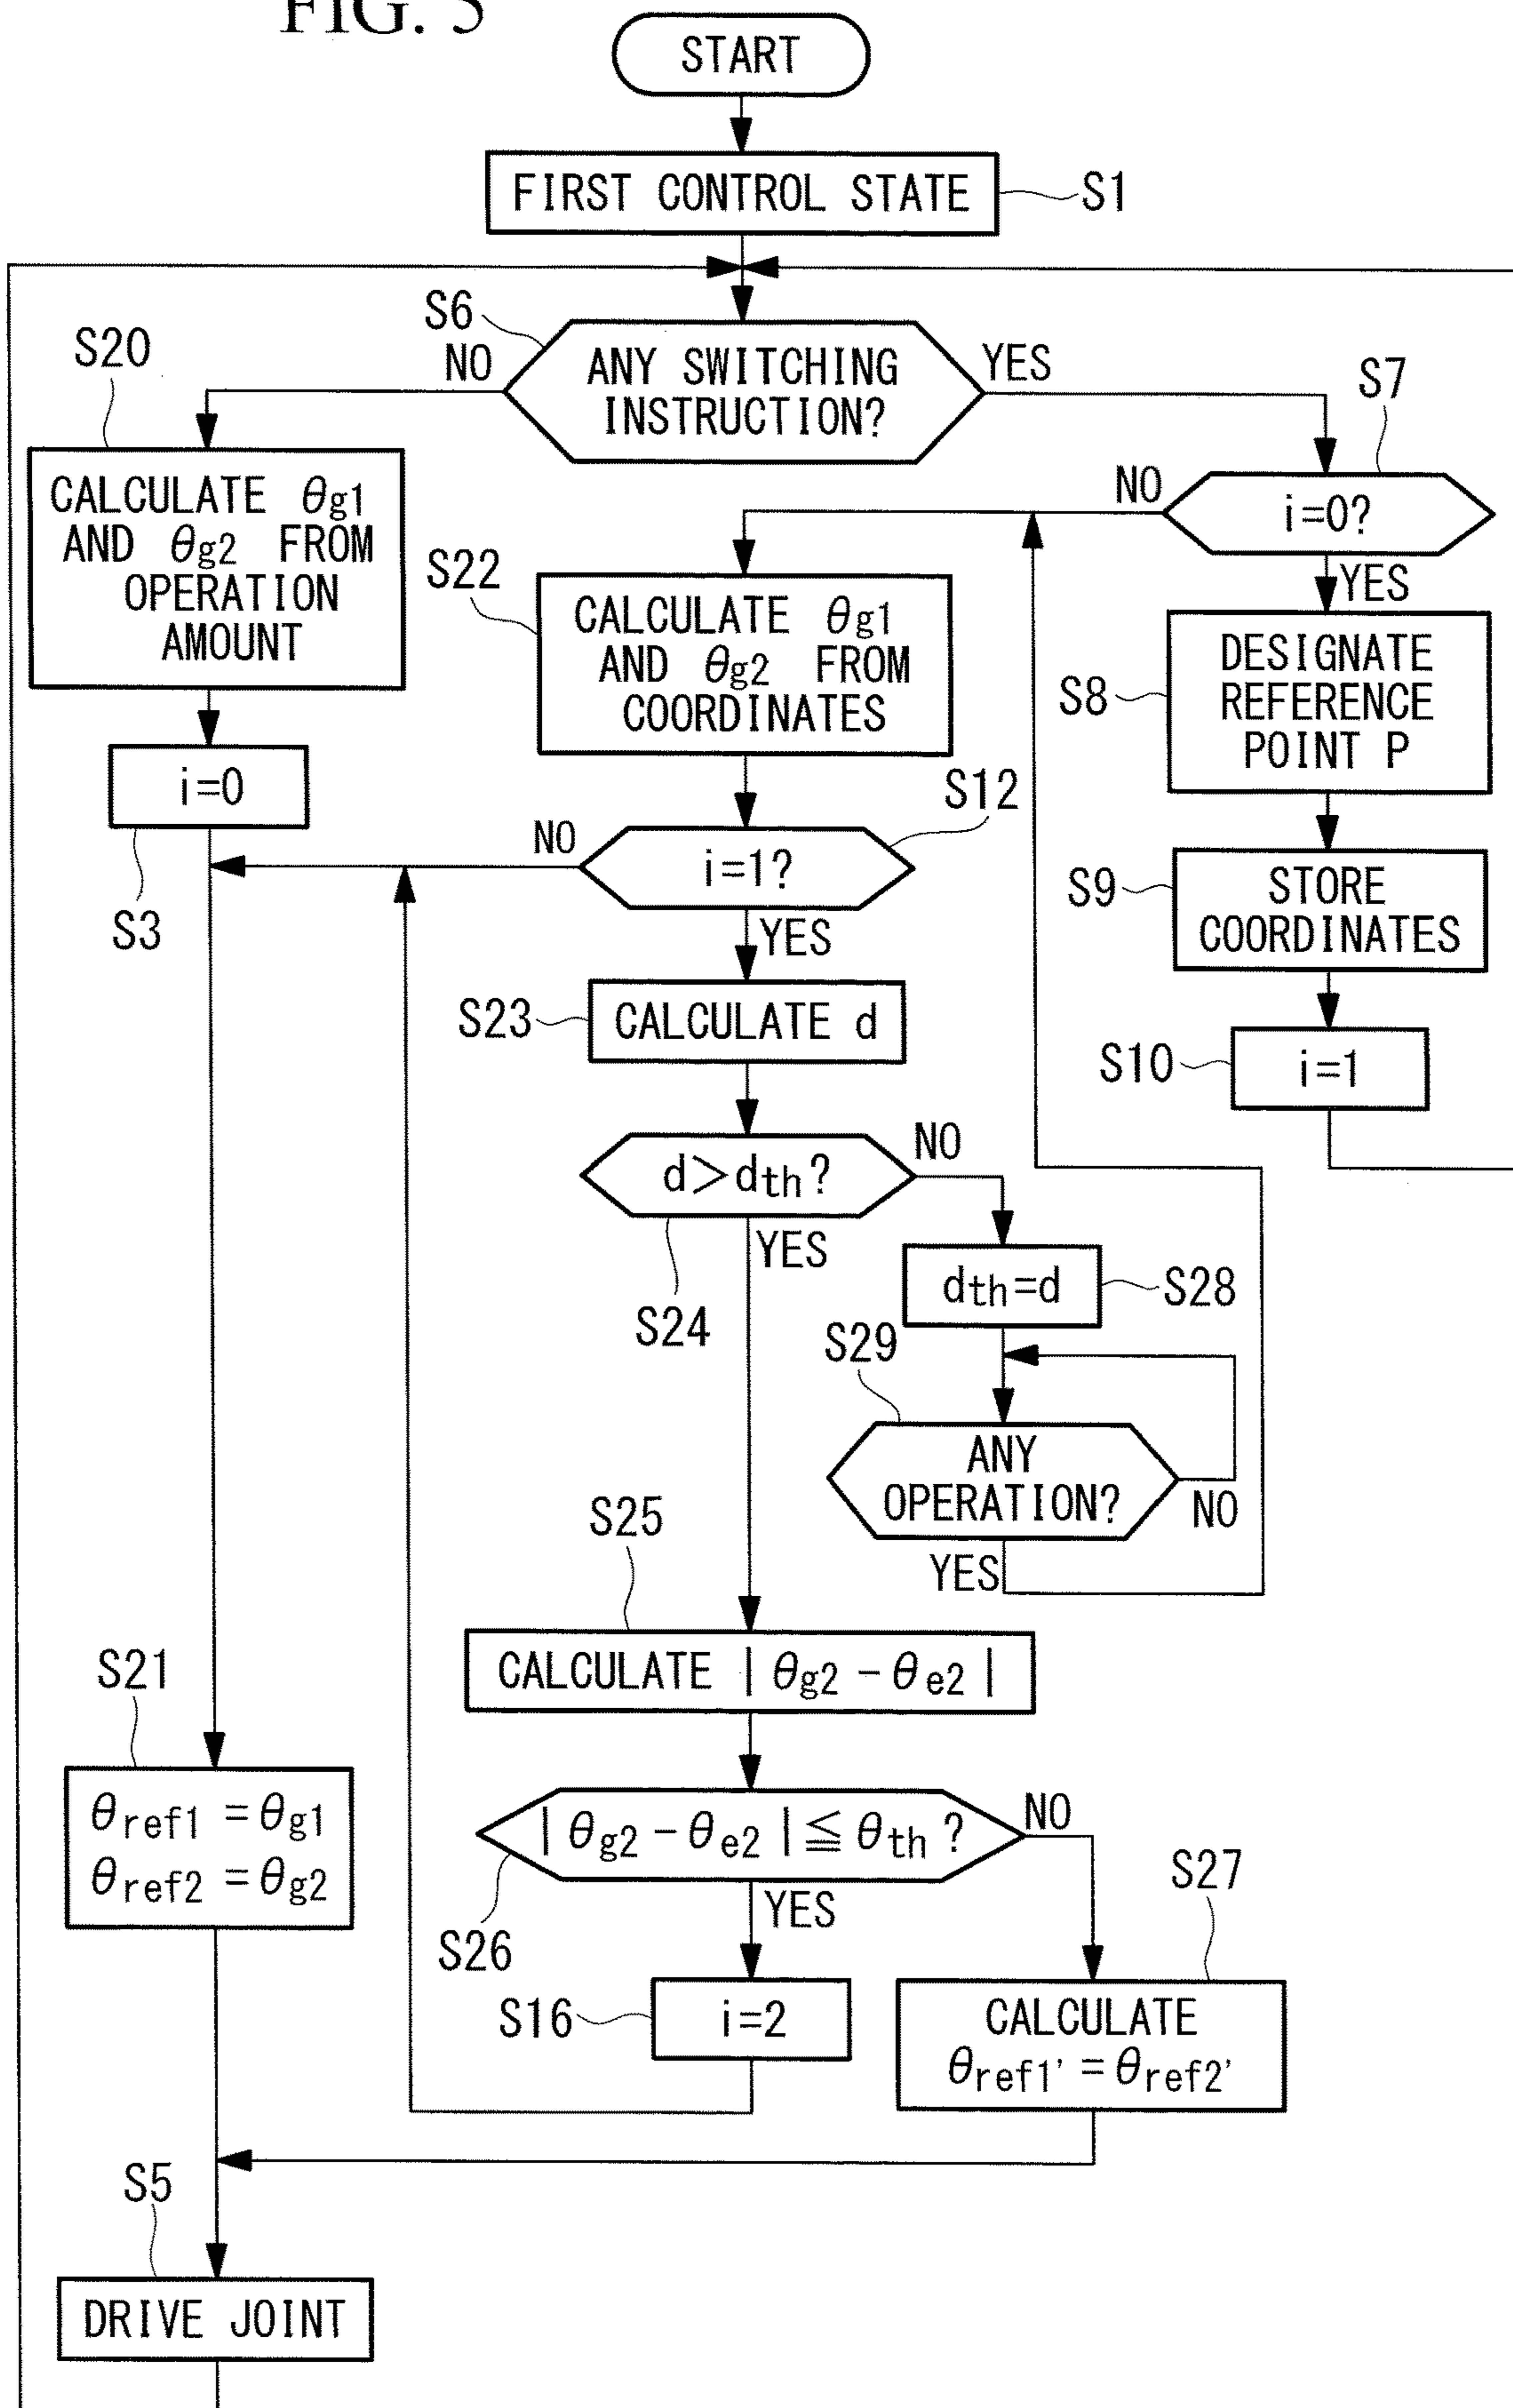 FIG. 5
START
FIRST CONTROL STATE
S1
S6
NO
ANY SWITCHING
INSTRUCTION?
YES
S20
CALCULATE θg1
AND θg2 FROM
OPERATION
AMOUNT
i=0
S3
S7
NO
i=0?
YES
S22
CALCULATE θg1
AND θg2 FROM
COORDINATES
S8
DESIGNATE
REFERENCE
POINT P
S12
NO
i=1?
YES
S9
STORE
COORDINATES
S23
CALCULATE d
S10
i=1
d>dth?
NO
YES
S24
dth=d
S28
S29
ANY
OPERATION?
NO
YES
S25
CALCULATE |θg2-θe2|
S21
θref1=θg1
θref2=θg2
|θg2-θe2|≦θth?
NO
YES
S26
S27
S16
i=2
CALCULATE
θref1'=θref2'
S5
DRIVE JOINT